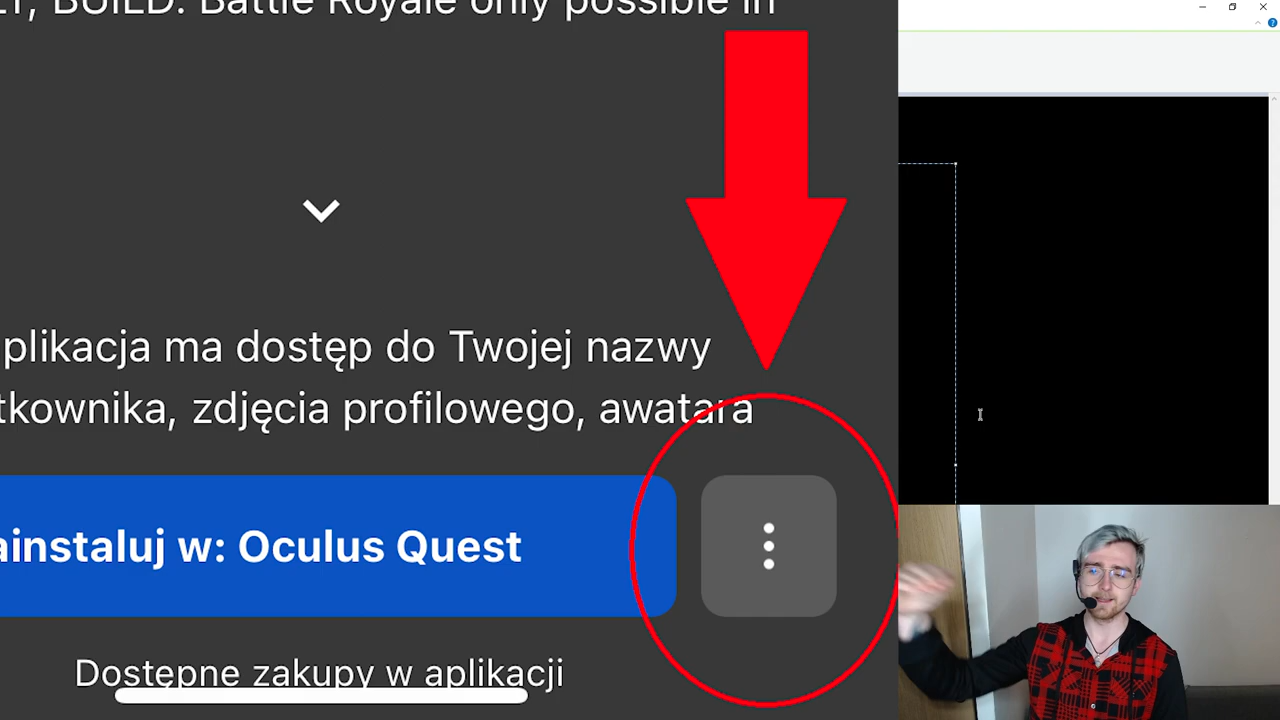 BUILD. Battle Royale only possible in
plikacja ma dostęp do Twojej nazwy
tkownika, zdjęcia profilowego, awatara
ainstaluj w: Oculus Quest
Dostępne zakupy w aplikacji